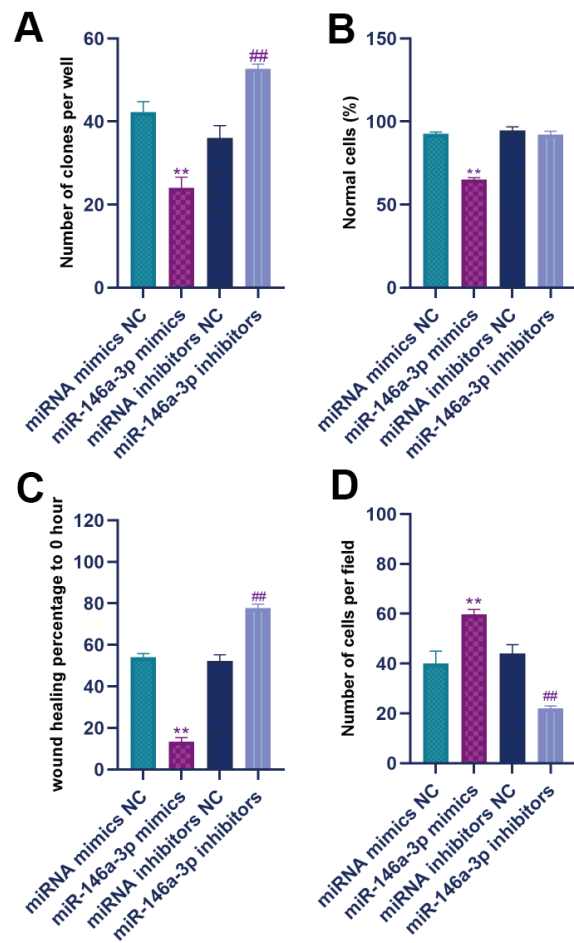 A
Number of clones per well
60
40
20
0
**
##
miRNA mimics NC
miR-146a-3p mimics
miRNA inhibitors NC
miR-146a-3p inhibitors
B
Normal cells (%)
150
100
50
0
**
miRNA mimics NC
miR-146a-3p mimics
miRNA inhibitors NC
miR-146a-3p inhibitors
C
wound healing percentage to 0 hour
120
100
80
60
40
20
0
**
##
miRNA mimics NC
miR-146a-3p mimics
miRNA inhibitors NC
miR-146a-3p inhibitors
D
Number of cells per field
100
80
60
40
20
0
**
##
miRNA mimics NC
miR-146a-3p mimics
miRNA inhibitors NC
miR-146a-3p inhibitors